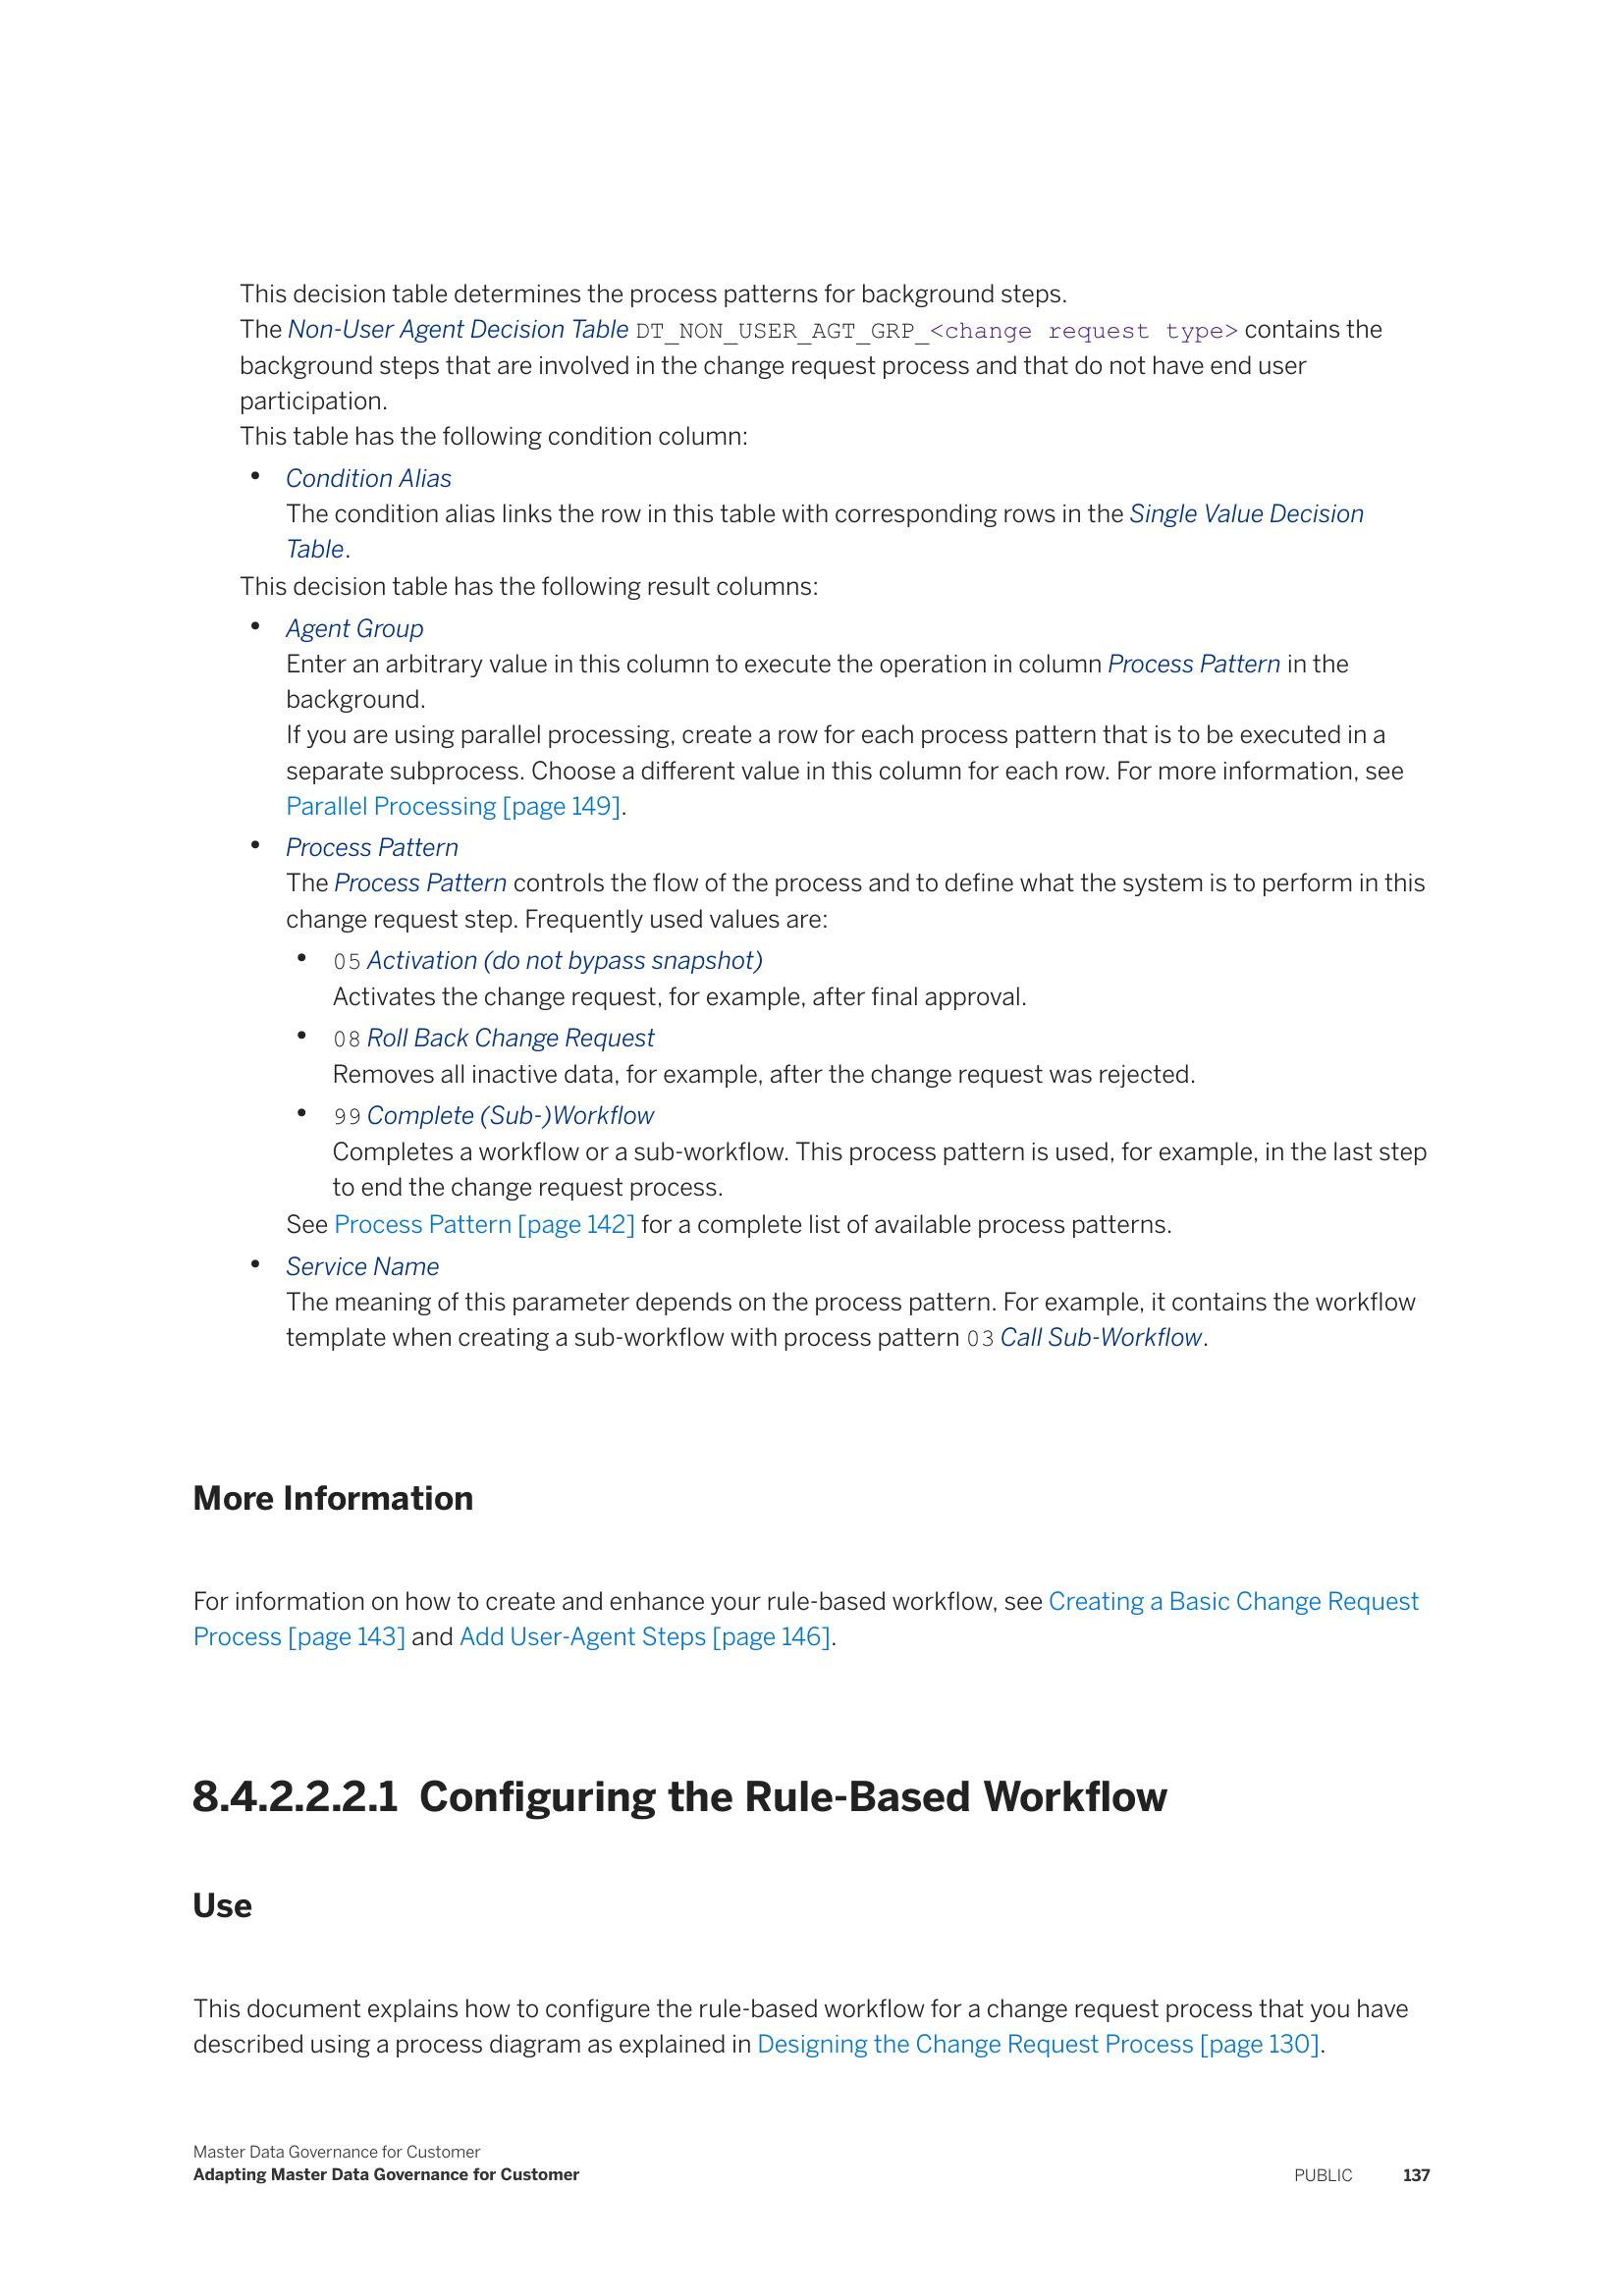 This decision table determines the process patterns for background steps.
The Non-User Agent Decision Table DT_NON_USER_AGT_GRP_<change request type> contains the
background steps that are involved in the change request process and that do not have end user
participation.
This table has the following condition column:
• Condition Alias
The condition alias links the row in this table with corresponding rows in the Single Value Decision
Table.
This decision table has the following result columns:
• Agent Group
Enter an arbitrary value in this column to execute the operation in column Process Pattern in the
background.
If you are using parallel processing, create a row for each process pattern that is to be executed in a
separate subprocess. Choose a different value in this column for each row. For more information, see
Parallel Processing [page 149].
• Process Pattern
The Process Pattern controls the flow of the process and to define what the system is to perform in this
change request step. Frequently used values are:
• 05 Activation (do not bypass snapshot)
Activates the change request, for example, after final approval.
• 08 Roll Back Change Request
Removes all inactive data, for example, after the change request was rejected.
• 99 Complete (Sub-)Workflow
Completes a workflow or a sub-workflow. This process pattern is used, for example, in the last step
to end the change request process.
See Process Pattern [page 142] for a complete list of available process patterns.
• Service Name
The meaning of this parameter depends on the process pattern. For example, it contains the workflow
template when creating a sub-workflow with process pattern 03 Call Sub-Workflow.
More Information
For information on how to create and enhance your rule-based workflow, see Creating a Basic Change Request
Process [page 143] and Add User-Agent Steps [page 146].
8.4.2.2.2.1 Configuring the Rule-Based Workflow
Use
This document explains how to configure the rule-based workflow for a change request process that you have
described using a process diagram as explained in Designing the Change Request Process [page 130].
Master Data Governance for Customer
Adapting Master Data Governance for Customer
PUBLIC 137